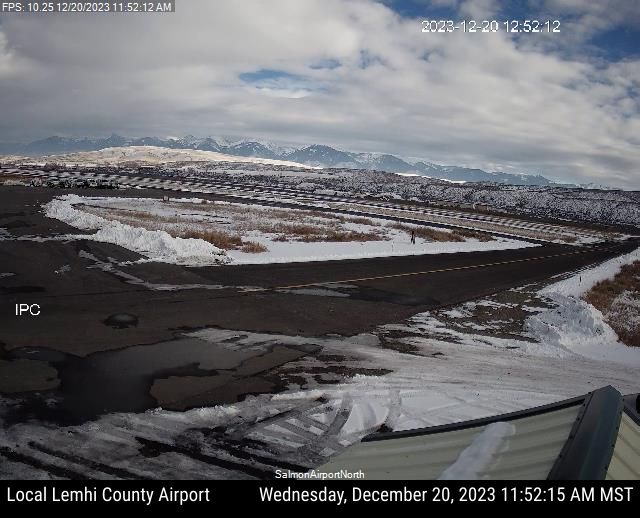 FPS: 10.25 12/20/2023 11:52:12 AM
2023-12-20 12:52:12
IPC
SalmonAirportNorth
Local Lemhi County Airport Wednesday, December 20, 2023 11:52:15 AM MST